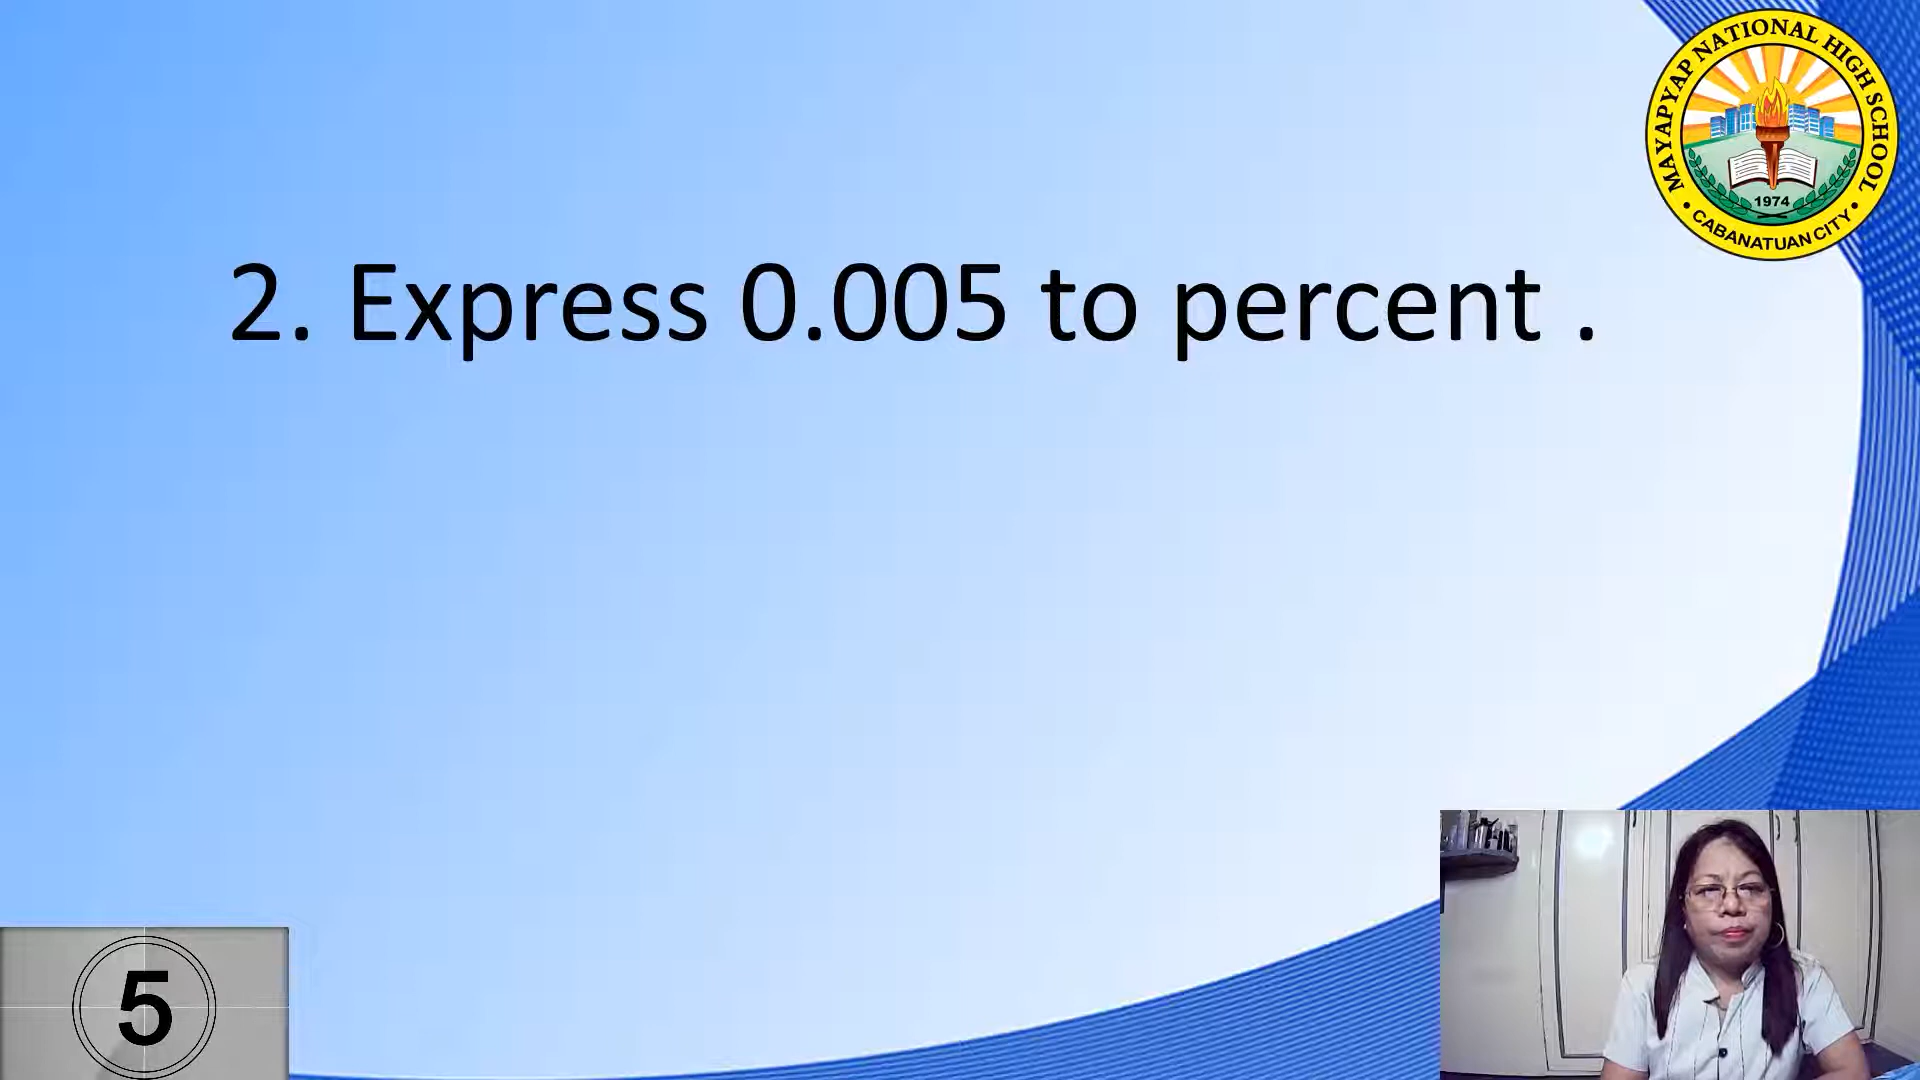 MAYAPYAP NATIONAL HIGH SCHOOL
1974
• CABANATUAN CITY •
2. Express 0.005 to percent .
5